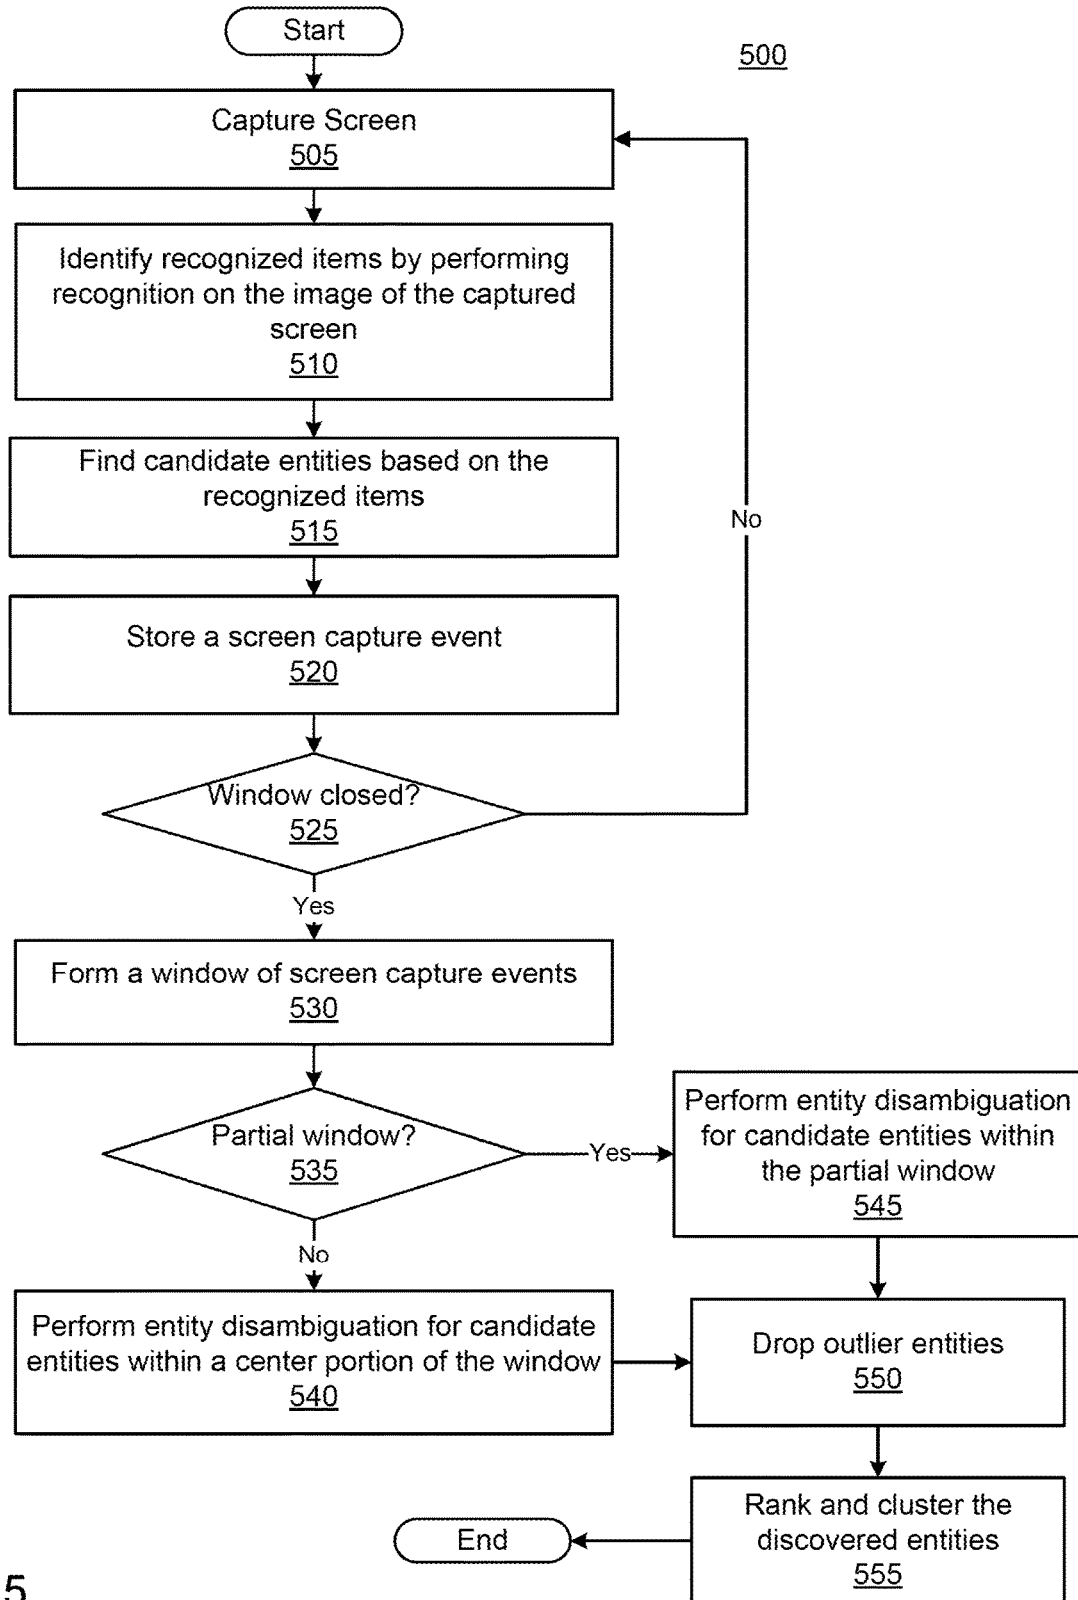 Start
500
Capture Screen
505
Identify recognized items by performing
recognition on the image of the captured
screen
510
Find candidate entities based on the
recognized items
515
No
Store a screen capture event
520
Window closed?
525
Yes
Form a window of screen capture events
530
Partial window?
535
Yes
Perform entity disambiguation
for candidate entities within
the partial window
545
No
Perform entity disambiguation for candidate
entities within a center portion of the window
540
Drop outlier entities
550
Rank and cluster the
discovered entities
555
End
5